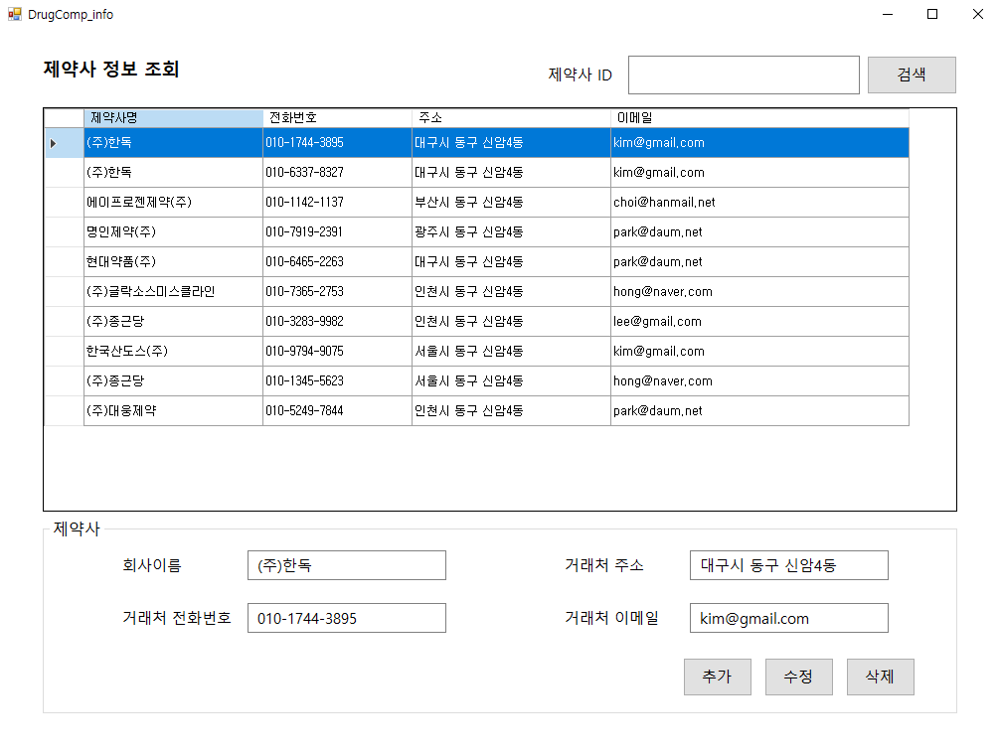 DrugComp_info
제약사 정보 조회 제약사 ID 검색
제약사명 전화번호 주소 이메일
(주)한독 010-1744-3895 대구시 동구 신암4동 kim@gmail.com
(주)한독 010-6337-8327 대구시 동구 신암4동 kim@gmail.com
에이프로젠제약(주) 010-1142-1137 부산시 동구 신암4동 choi@hanmail.net
명인제약(주) 010-7919-2391 광주시 동구 신암4동 park@daum.net
현대약품(주) 010-6465-2263 대구시 동구 신암4동 park@daum.net
(주)글락소스미스클라인 010-7365-2753 인천시 동구 신암4동 hong@naver.com
(주)종근당 010-3283-9982 인천시 동구 신암4동 lee@gmail.com
한국산도스(주) 010-9794-9075 서울시 동구 신암4동 kim@gmail.com
(주)종근당 010-1345-5623 서울시 동구 신암4동 hong@naver.com
(주)대웅제약 010-5249-7844 인천시 동구 신암4동 park@daum.net
제약사
회사이름 (주)한독 거래처 주소 대구시 동구 신암4동
거래처 전화번호 010-1744-3895 거래처 이메일 kim@gmail.com
추가 수정 삭제